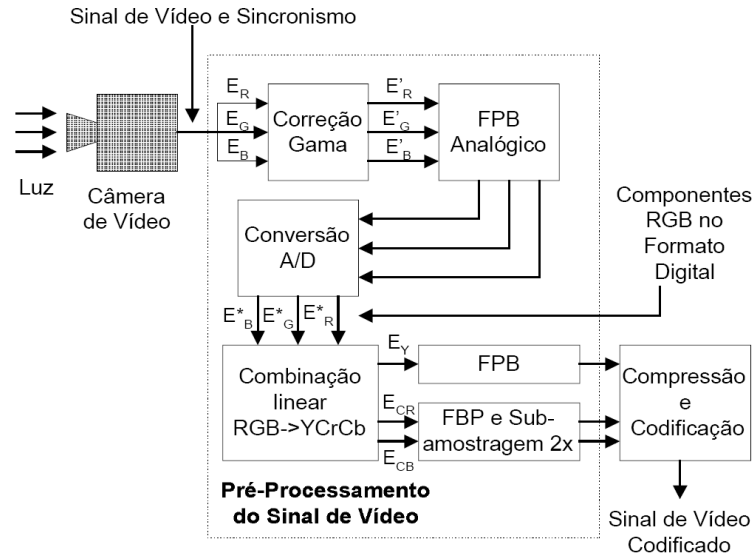 Sinal de Vídeo e Sincronismo
Luz
Câmera
de Vídeo
E_R
E_G
E_B
Correção
Gama
E'_R
E'_G
E'_B
FPB
Analógico
Conversão
A/D
Componentes
RGB no
Formato
Digital
E*_B E*_G E*_R
Combinação
linear
RGB->YCrCb
E_Y
E_CR
E_CB
FPB
FBP e Sub-
amostragem 2x
Compressão
e
Codificação
Pré-Processamento
do Sinal de Vídeo
Sinal de Vídeo
Codificado